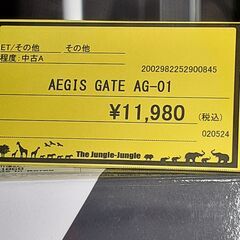 ET/その他 その他
程度:中古A
2002982252900845
AEGIS GATE AG-01
¥11,980 (税込)
020524
The Jungle-Jungle